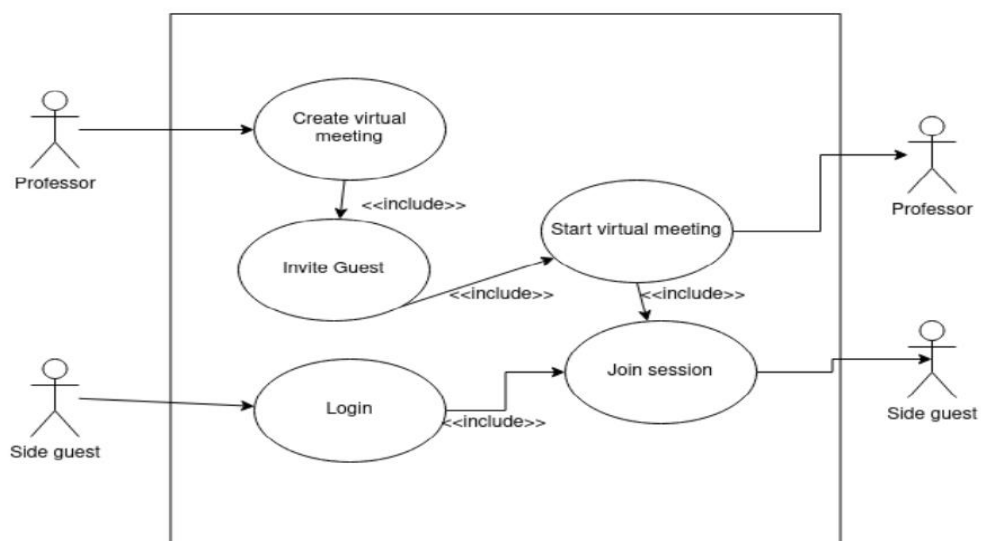 Create virtual
meeting
Professor
<<include>>
Start virtual meeting
Professor
Invite Guest
<<include>>
<<include>>
Join session
Login
<<include>>
Side guest
Side guest